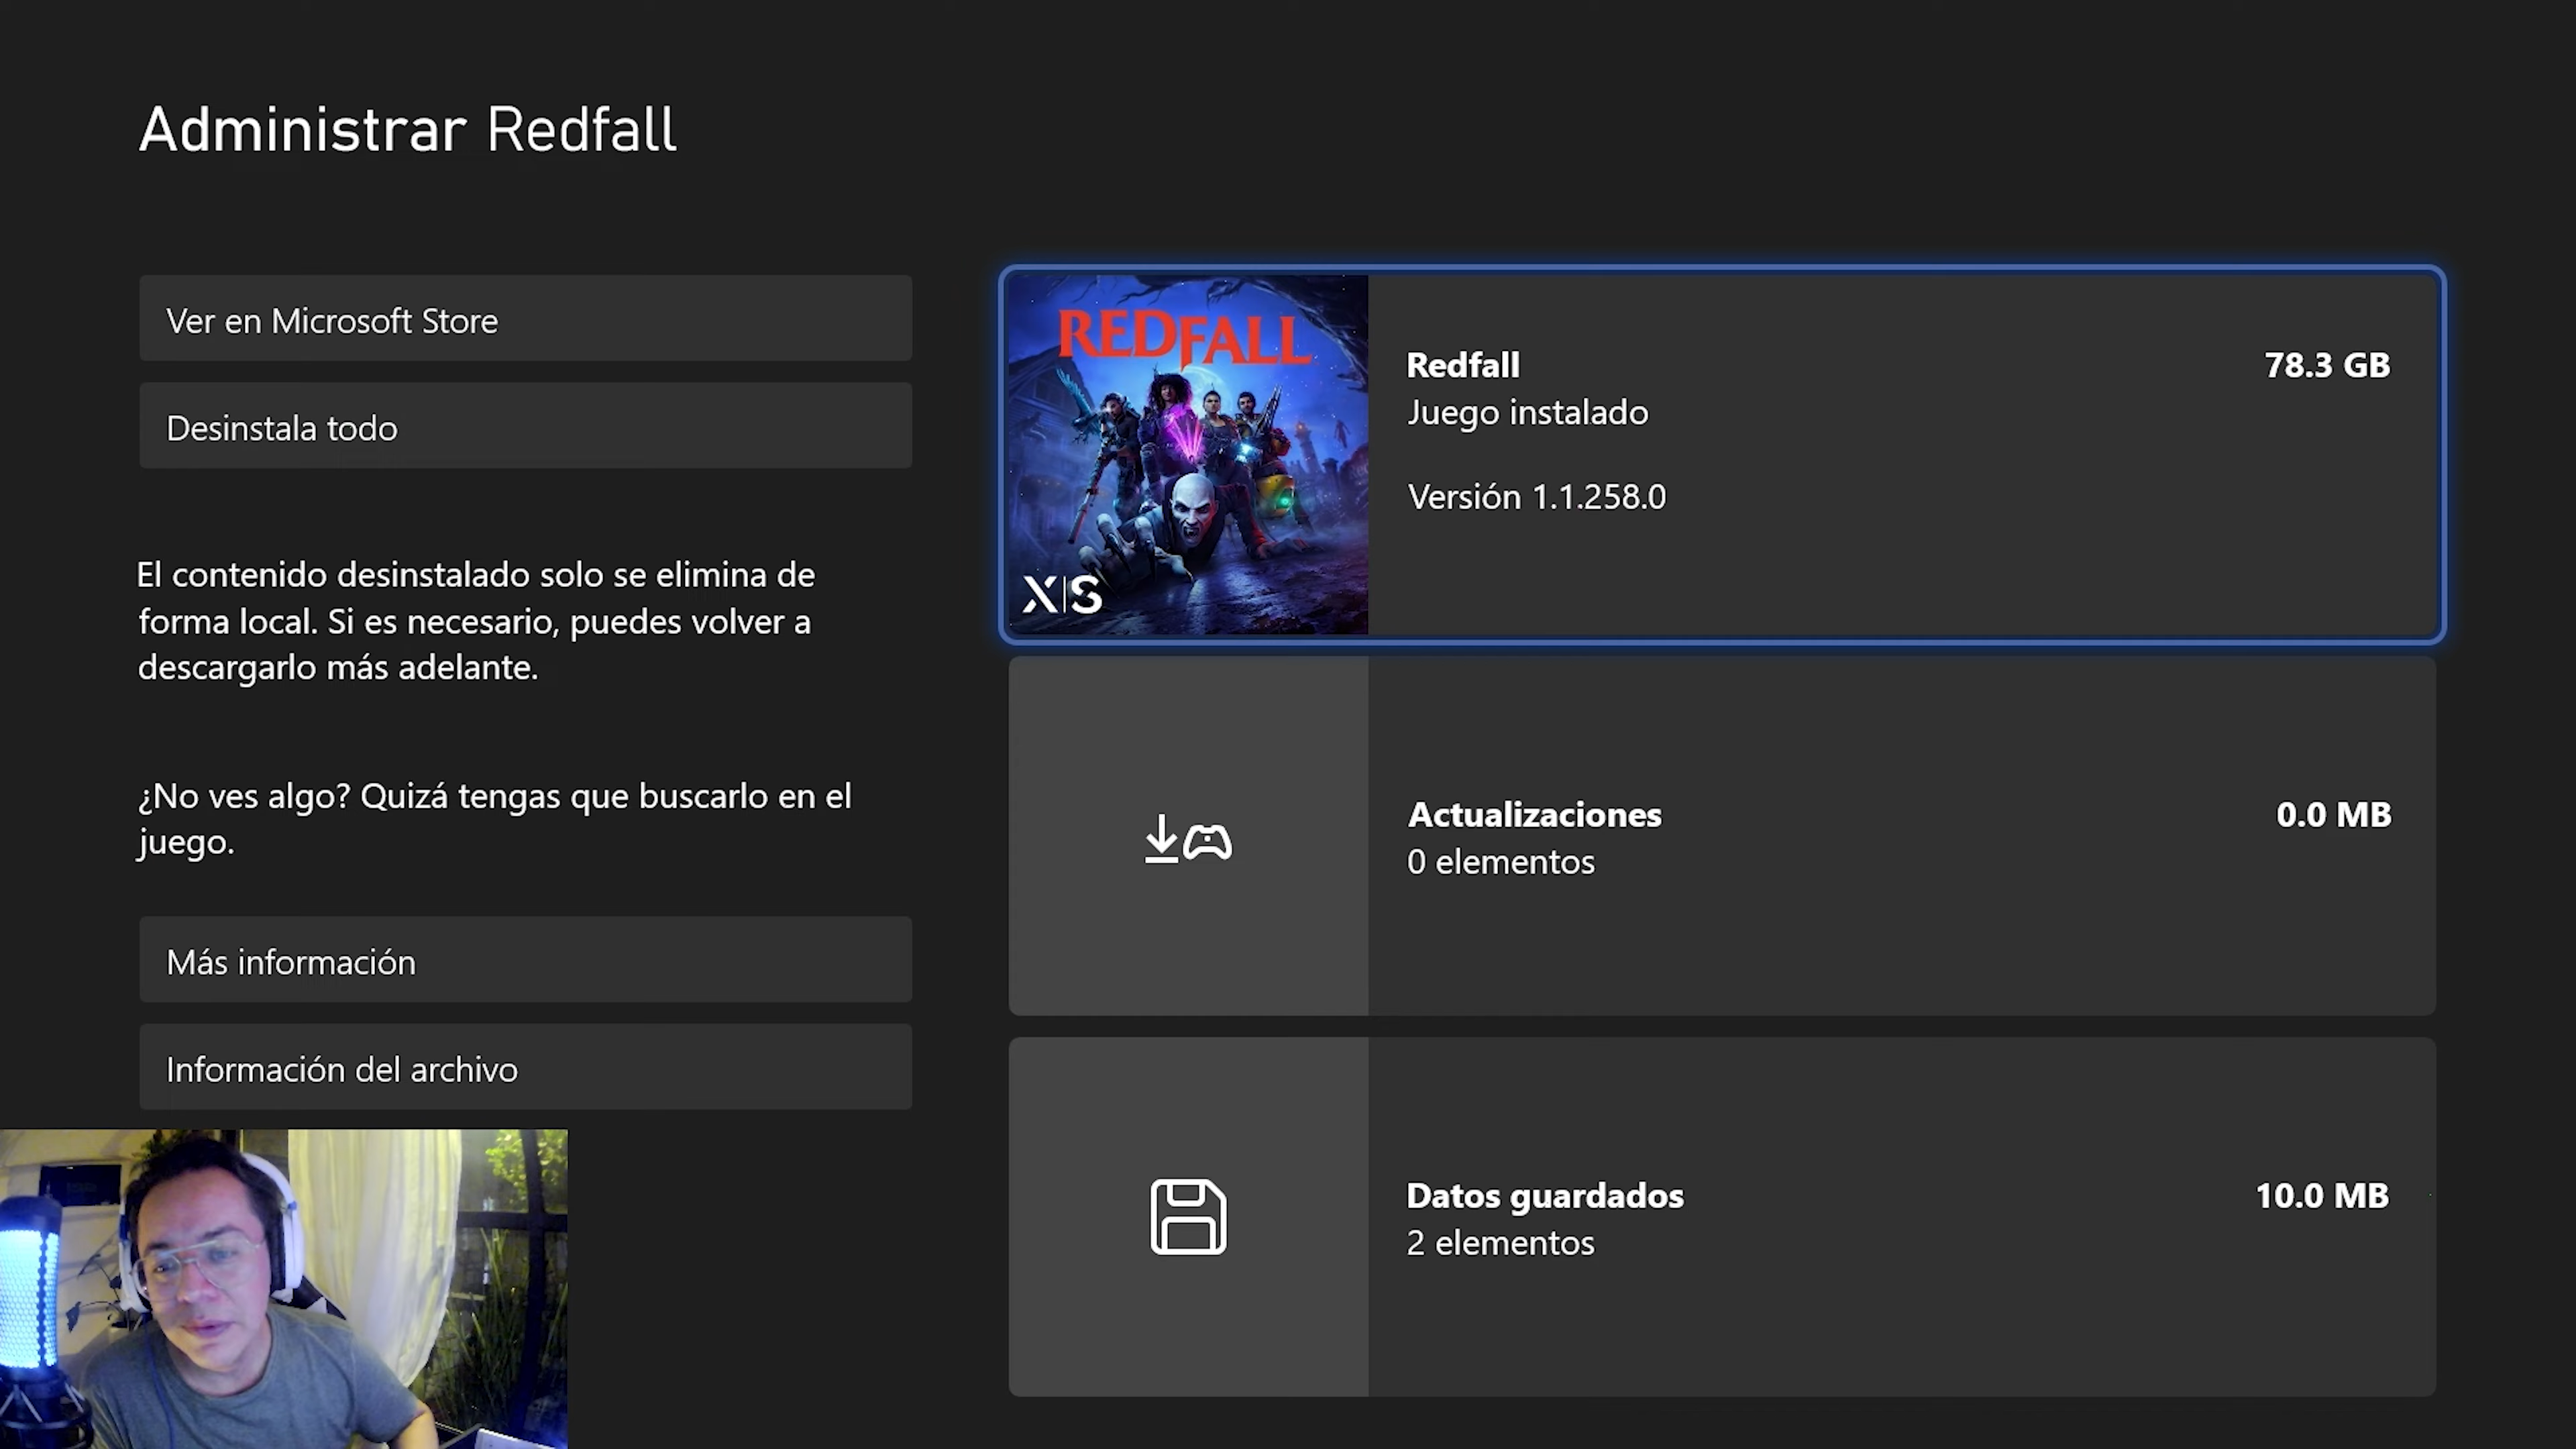 Administrar Redfall
Ver en Microsoft Store
Desinstala todo
El contenido desinstalado solo se elimina de
forma local. Si es necesario, puedes volver a
descargarlo más adelante.
¿No ves algo? Quizá tengas que buscarlo en el
juego.
Más información
Información del archivo
REDFALL
X|S
Redfall
78.3 GB
Juego instalado
Versión 1.1.258.0
Actualizaciones
0.0 MB
0 elementos
Datos guardados
10.0 MB
2 elementos